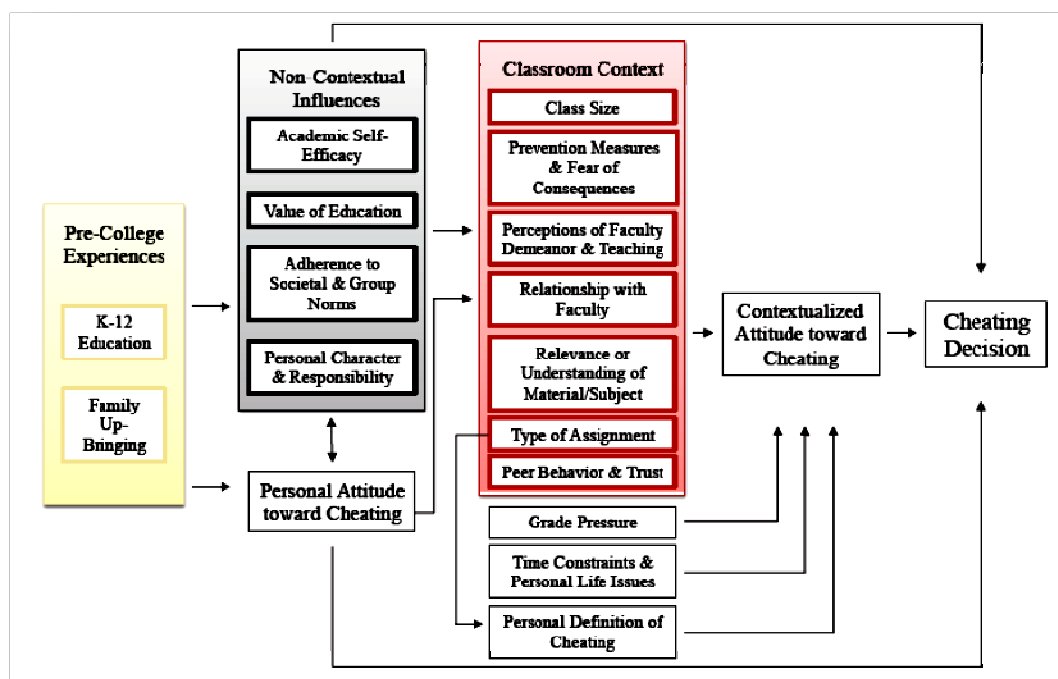 Pre-College
Experiences
K-12
Education
Family
Up-
Bringing
Non-Contextual
Influences
Academic Self-
Efficacy
Value of Education
Adherence to
Societal & Group
Norms
Personal Character
& Responsibility
Personal Attitude
toward Cheating
Classroom Context
Class Size
Prevention Measures
& Fear of
Consequences
Perceptions of Faculty
Demeanor & Teaching
Relationship with
Faculty
Relevance or
Understanding of
Material/Subject
Type of Assignment
Peer Behavior & Trust
Grade Pressure
Time Constraints &
Personal Life Issues
Personal Definition of
Cheating
Contextualized
Attitude toward
Cheating
Cheating
Decision